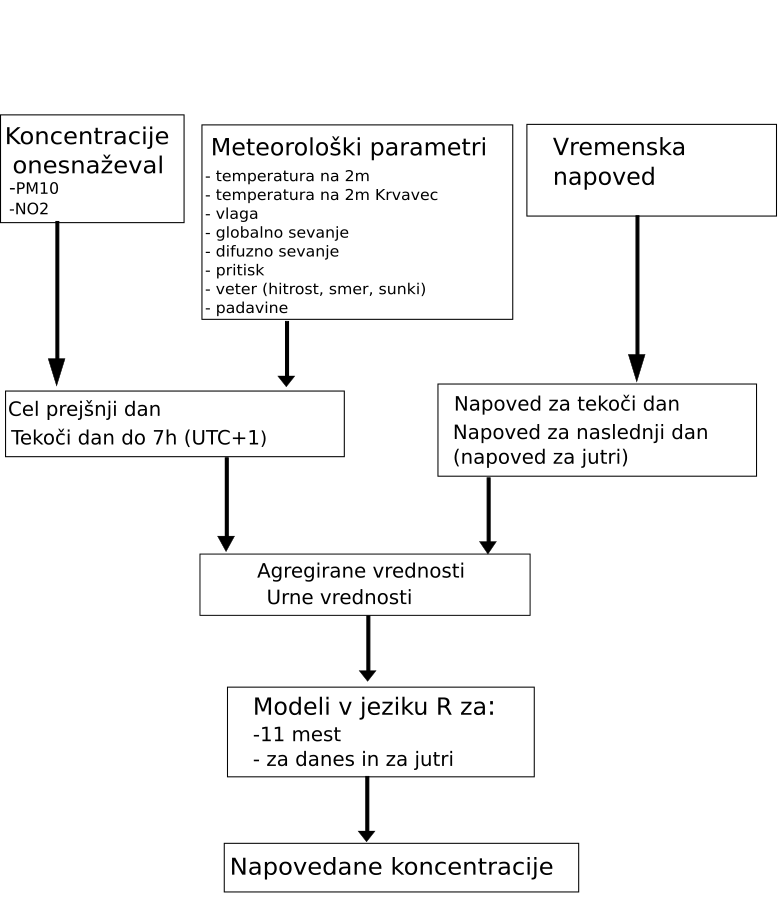 Koncentracije
onesnaževal
-PM10
-NO2
Meteorološki parametri
- temperatura na 2m
- temperatura na 2m Krvavec
- vlaga
- globalno sevanje
- difuzno sevanje
- pritisk
- veter (hitrost, smer, sunki)
- padavine
Vremenska
napoved
Cel prejšnji dan
Tekoči dan do 7h (UTC+1)
Napoved za tekoči dan
Napoved za naslednji dan
(napoved za jutri)
Agregirane vrednosti
Urne vrednosti
Modeli v jeziku R za:
-11 mest
- za danes in za jutri
Napovedane koncentracije